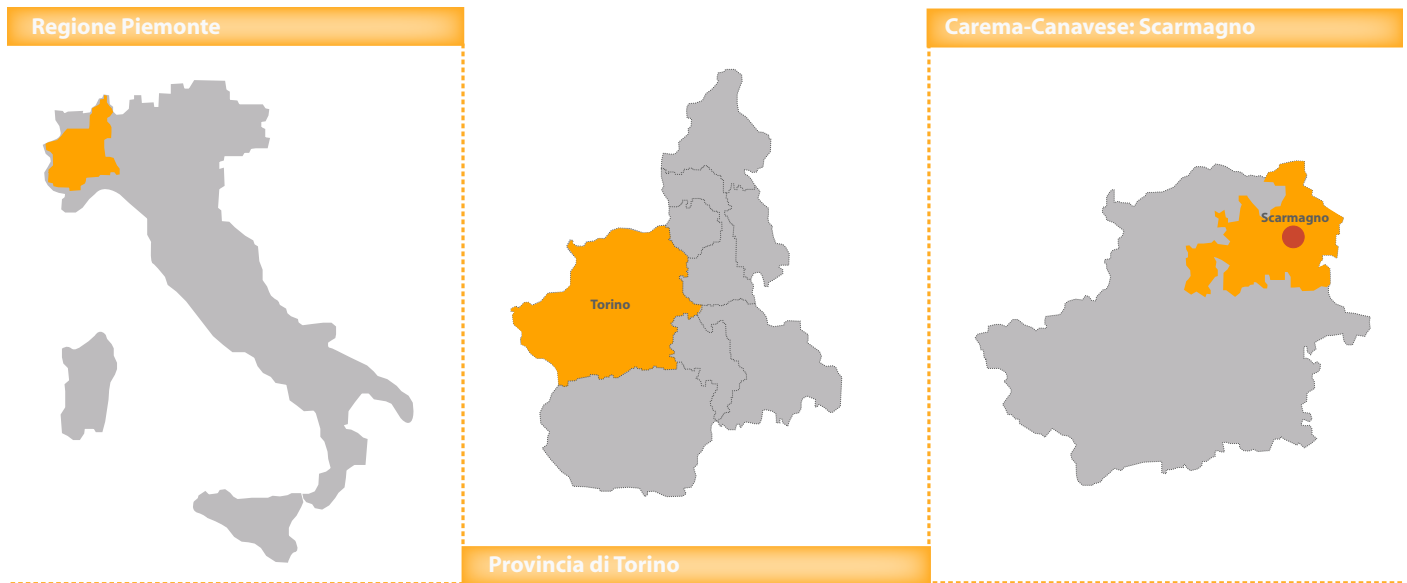 Regione Piemonte
Carema-Canavese: Scarmagno
Scarmagno
Torino
Provincia di Torino